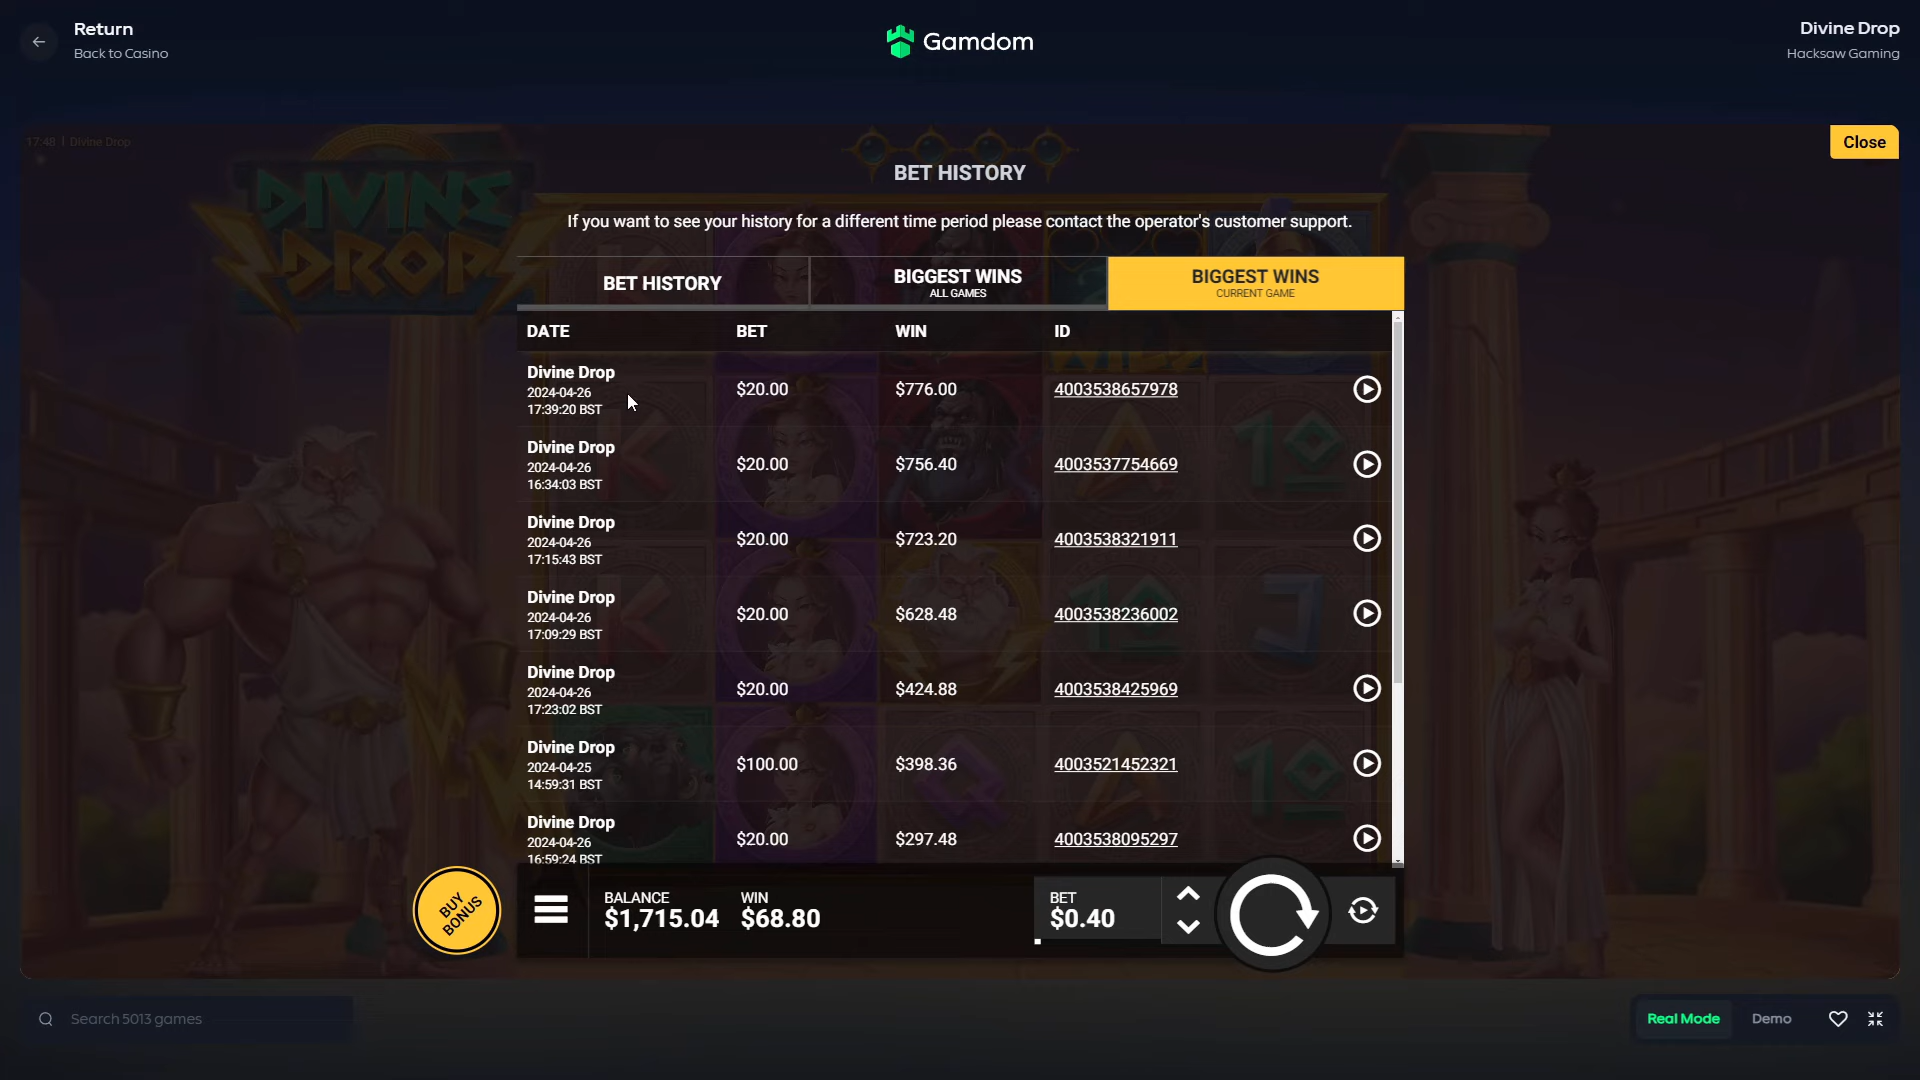 Return
Back to Casino
Gamdom
Divine Drop
Hacksaw Gaming
17:48 | Divine Drop
Close
DIVINE
DROP
BET HISTORY
If you want to see your history for a different time period please contact the operator's customer support.
BET HISTORY
BIGGEST WINS
ALL GAMES
BIGGEST WINS
CURRENT GAME
DATE BET WIN ID
Divine Drop
2024-04-26
17:39:20 BST
$20.00 $776.00 4003538657978
Divine Drop
2024-04-26
16:34:03 BST
$20.00 $756.40 4003537754669
Divine Drop
2024-04-26
17:15:43 BST
$20.00 $723.20 4003538321911
Divine Drop
2024-04-26
17:09:29 BST
$20.00 $628.48 4003538236002
Divine Drop
2024-04-26
17:23:02 BST
$20.00 $424.88 4003538425969
Divine Drop
2024-04-25
14:59:31 BST
$100.00 $398.36 4003521452321
Divine Drop
2024-04-26
16:59:24 BST
$20.00 $297.48 4003538095297
BUY
BONUS
BALANCE
$1,715.04
WIN
$68.80
BET
$0.40
Search 5013 games
Real Mode
Demo